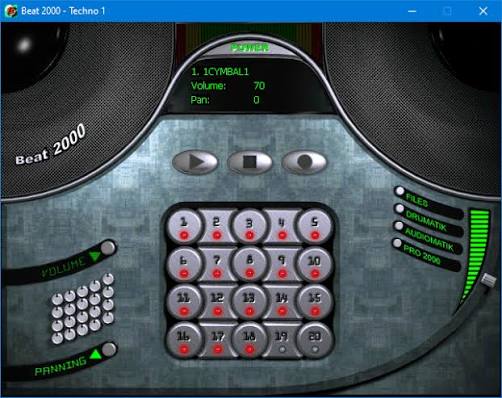 Beat 2000 - Techno 1
POWER
1. 1CYMBAL1
Volume: 70
Pan: 0
Beat 2000
FILES
DRUMATIK
AUDIOMATIK
PRO 2000
1 2 3 4 5
VOLUME
6 7 8 9 10
11 12 13 14 15
16 17 18 19 20
PANNING